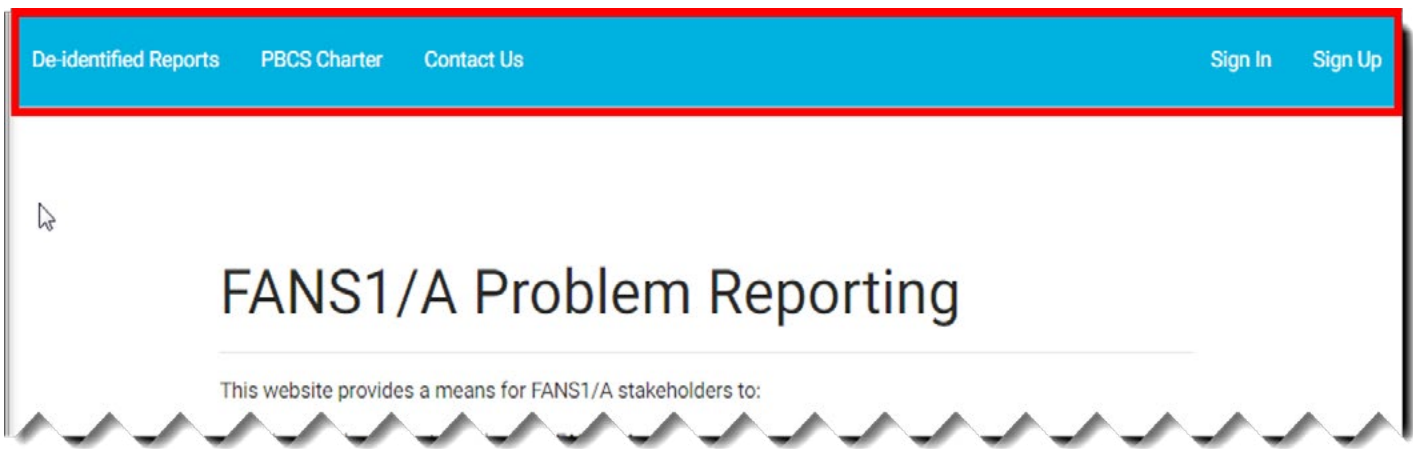 De-identified Reports PBCS Charter Contact Us Sign In Sign Up
FANS1/A Problem Reporting
This website provides a means for FANS1/A stakeholders to: